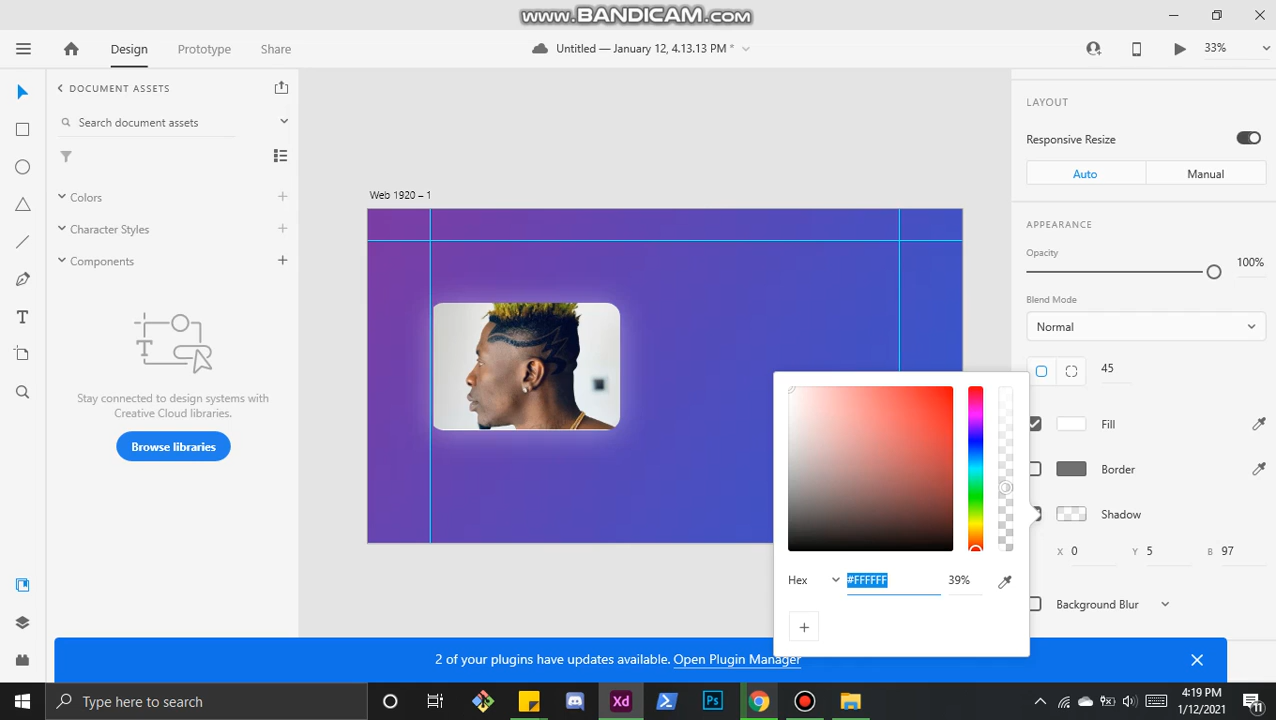 www.BANDICAM.com
Design
Prototype
Share
Untitled — January 12, 4.13.13 PM *
33%
DOCUMENT ASSETS
Search document assets
Colors
Character Styles
Components
Stay connected to design systems with
Creative Cloud libraries.
Browse libraries
Web 1920 – 1
LAYOUT
Responsive Resize
Auto
Manual
APPEARANCE
Opacity
100%
Blend Mode
Normal
45
Fill
Border
Shadow
X 0 Y 5 B 97
Background Blur
Hex
#FFFFFF
39%
2 of your plugins have updates available. Open Plugin Manager
Type here to search
Xd
Ps
4:19 PM
1/12/2021
11